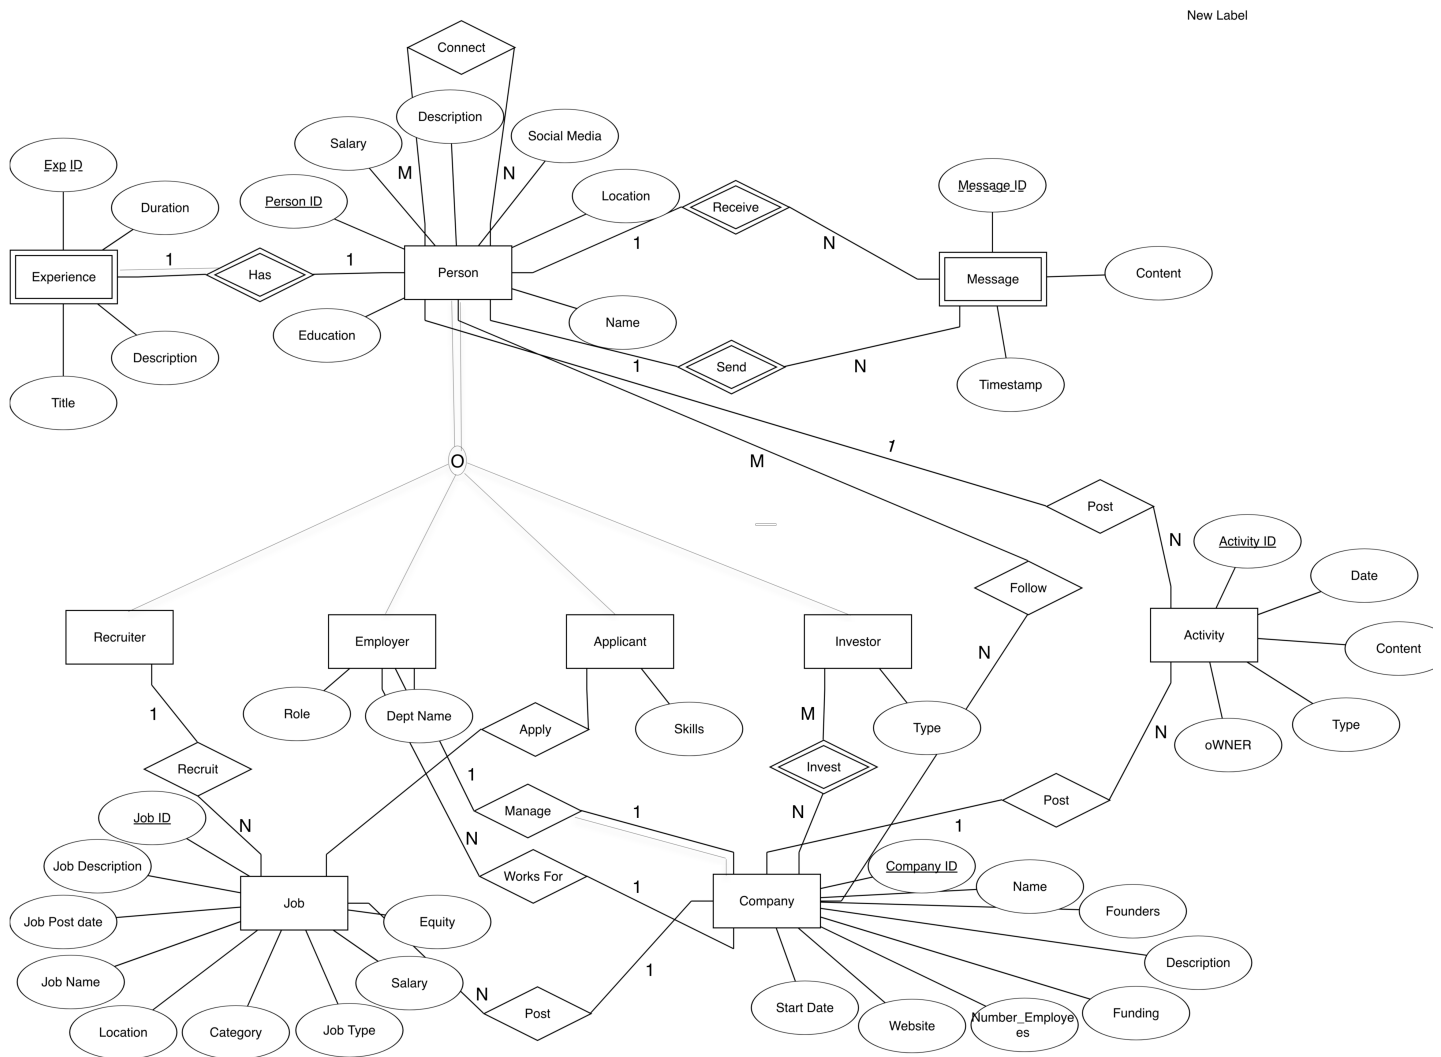 New Label
Connect
Description
Salary
Social Media
M
N
Exp ID
Person ID
Location
Message ID
Duration
Receive
1
N
1
1
Experience
Has
Person
Message
Content
Education
Name
Description
Send
1
N
Title
Timestamp
1
O
M
Post
N
Activity ID
Date
Follow
Recruiter
Employer
Applicant
Investor
Activity
Content
N
Role
Dept Name
Skills
Type
Type
1
M
Apply
N
oWNER
Recruit
1
Invest
Post
Manage
1
N
1
Job ID
N
N
Job Description
Works For
1
Company ID
Name
Job
Company
Job Post date
Equity
Founders
Description
1
Job Name
Salary
N
Start Date
Post
Funding
Location
Category
Job Type
Website
Number_Employe
es